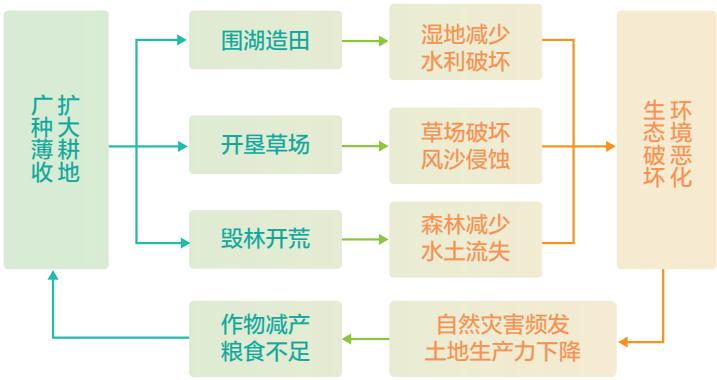 扩大耕地
广种薄收
围湖造田
湿地减少
水利破坏
开垦草场
草场破坏
风沙侵蚀
毁林开荒
森林减少
水土流失
环境恶化
生态破坏
自然灾害频发
土地生产力下降
作物减产
粮食不足